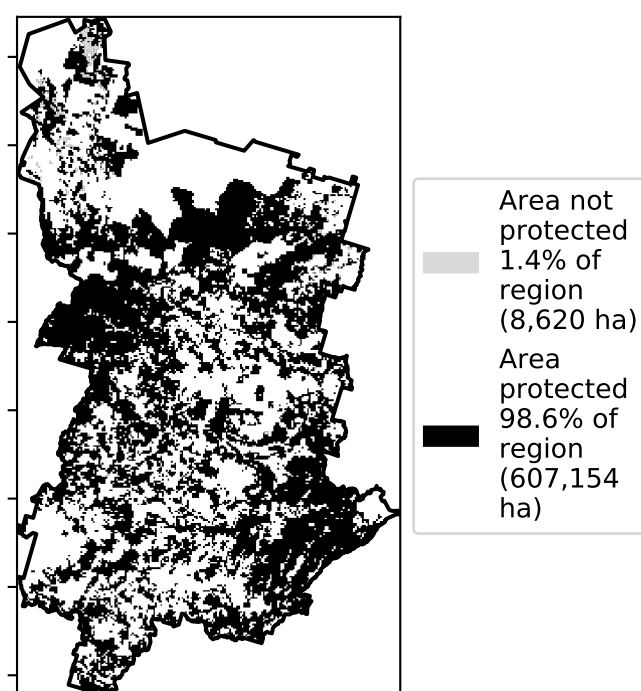 Area not
protected
1.4% of
region
(8,620 ha)
Area
protected
98.6% of
region
(607,154
ha)